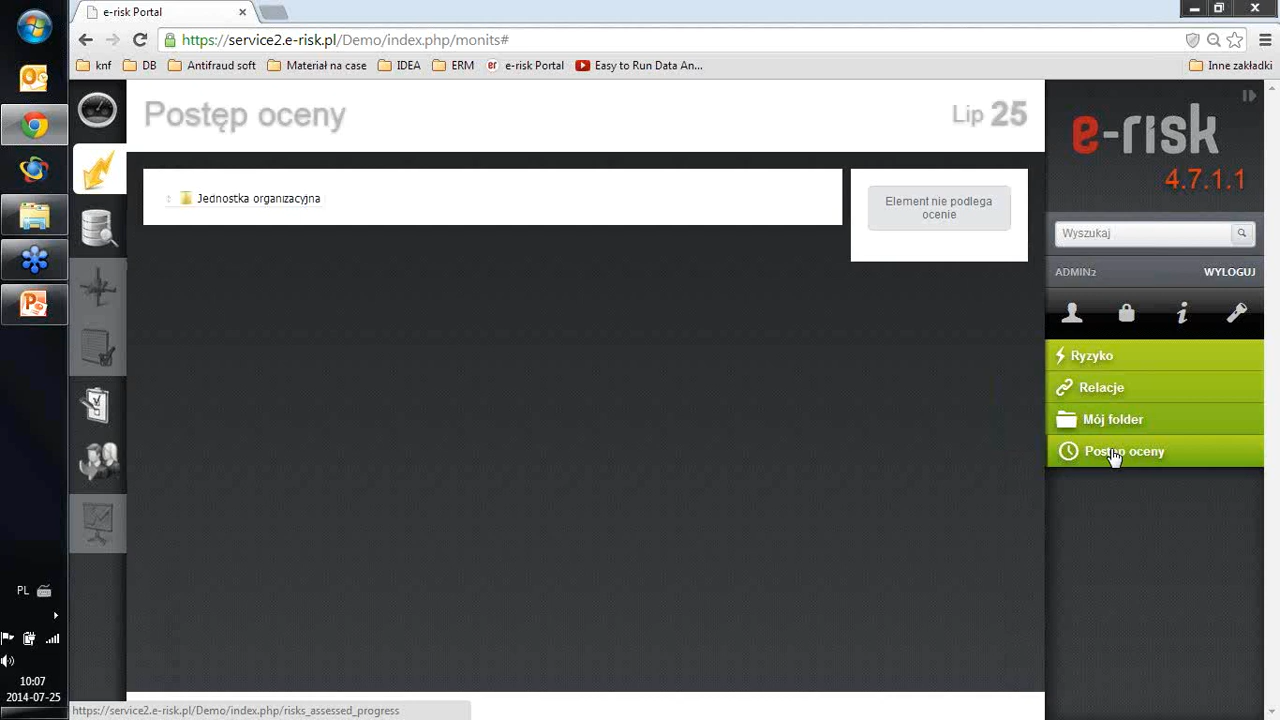 e-risk Portal
https://service2.e-risk.pl/Demo/index.php/monits#
knf
DB
Antifraud soft
Materiał na case
IDEA
ERM
er e-risk Portal
Easy to Run Data An...
Inne zakładki
Postęp oceny
Lip 25
e-risk
4.7.1.1
Jednostka organizacyjna
Element nie podlega
ocenie
Wyszukaj
ADMIN2
WYLOGUJ
Ryzyko
Relacje
Mój folder
Postęp oceny
PL
10:07
2014-07-25
https://service2.e-risk.pl/Demo/index.php/risks_assessed_progress